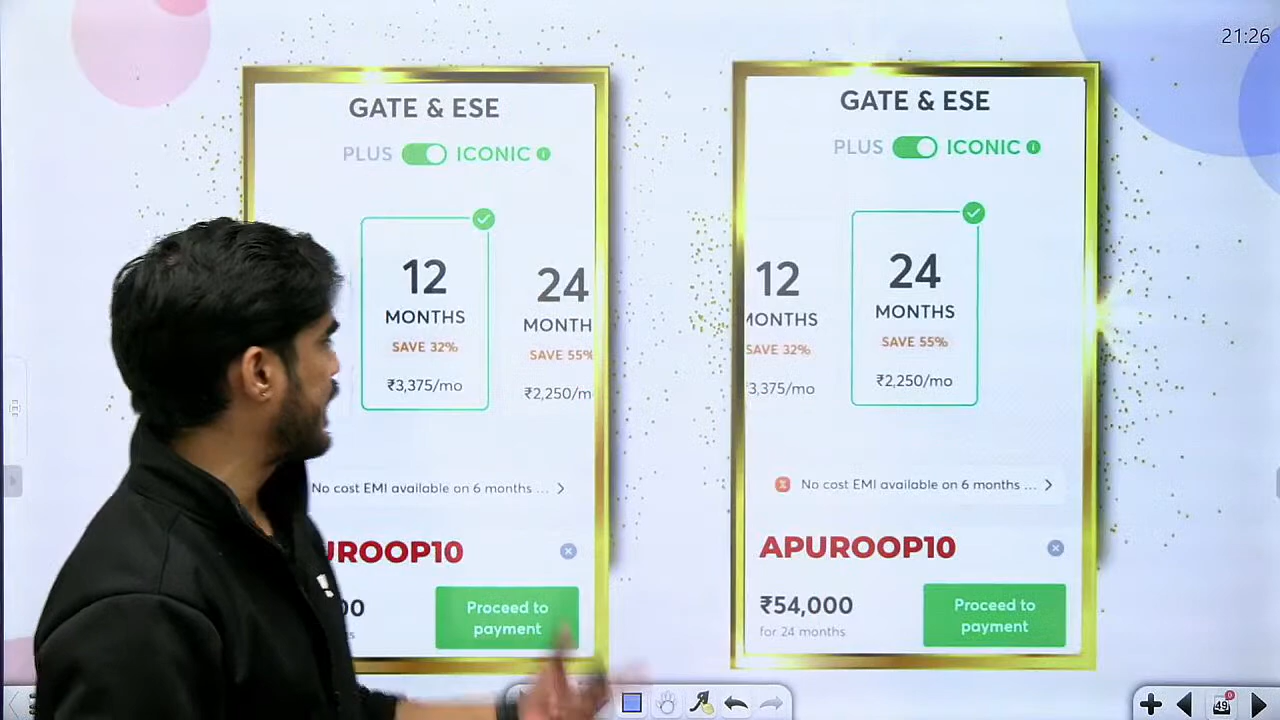 21:26
GATE & ESE
PLUS ICONIC
12
MONTHS
SAVE 32%
₹3,375/mo
24
MONTH
SAVE 55%
₹2,250/m
No cost EMI available on 6 months ...
UROOP10
00
Proceed to
payment
GATE & ESE
PLUS ICONIC
12
MONTHS
SAVE 32%
3,375/mo
24
MONTHS
SAVE 55%
₹2,250/mo
No cost EMI available on 6 months ...
APUROOP10
₹54,000
for 24 months
Proceed to
payment
49
0